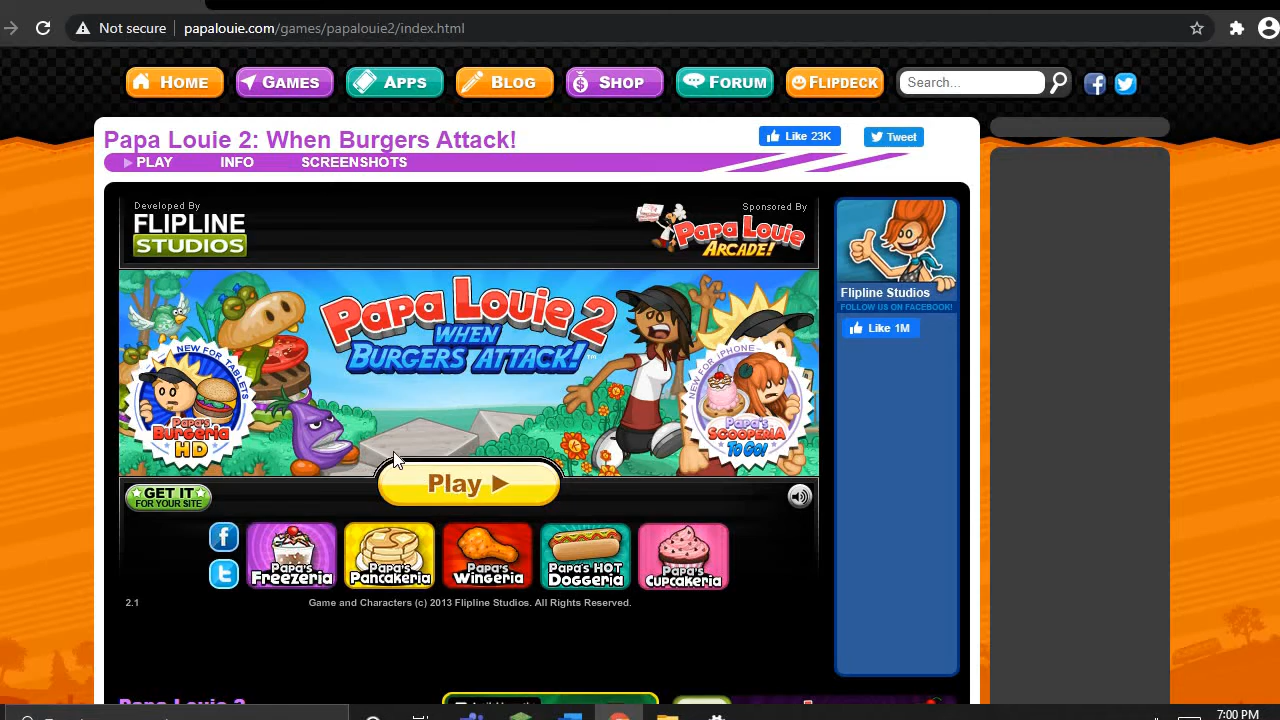 Not secure | papalouie.com/games/papalouie2/index.html
HOME GAMES APPS BLOG SHOP FORUM FLIPDECK Search...
Papa Louie 2: When Burgers Attack!
Like 23K
Tweet
PLAY INFO SCREENSHOTS
Developed By
FLIPLINE
STUDIOS
Sponsored By
Papa Louie
ARCADE!
Papa Louie 2
WHEN
BURGERS ATTACK!™
NEW FOR TABLETS
Papa's
Burgeria
HD
NEW FOR IPHONE
Papa's
Scooperia
TO GO!
Flipline Studios
FOLLOW US ON FACEBOOK!
Like 1M
Play
GET IT
FOR YOUR SITE
Papa's
Freezeria
Papa's
Pancakeria
Papa's
Wingeria
Papa's HOT
Doggeria
Papa's
Cupcakeria
2.1
Game and Characters (c) 2013 Flipline Studios. All Rights Reserved.
Papa Louie 2
7:00 PM